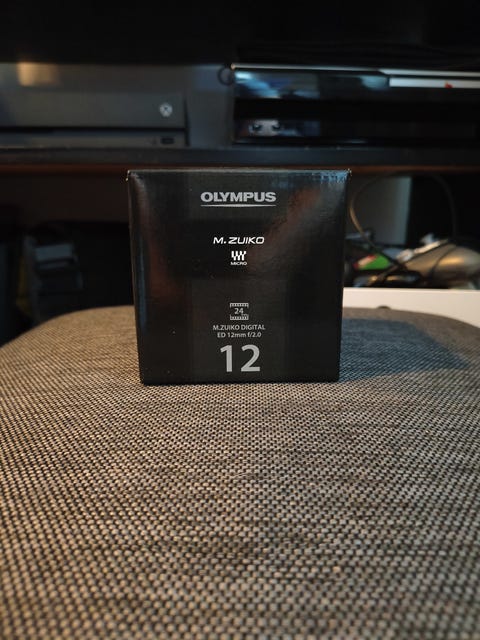 OLYMPUS
M.ZUIKO
MICRO
24
M.ZUIKO DIGITAL
ED 12mm f/2.0
12